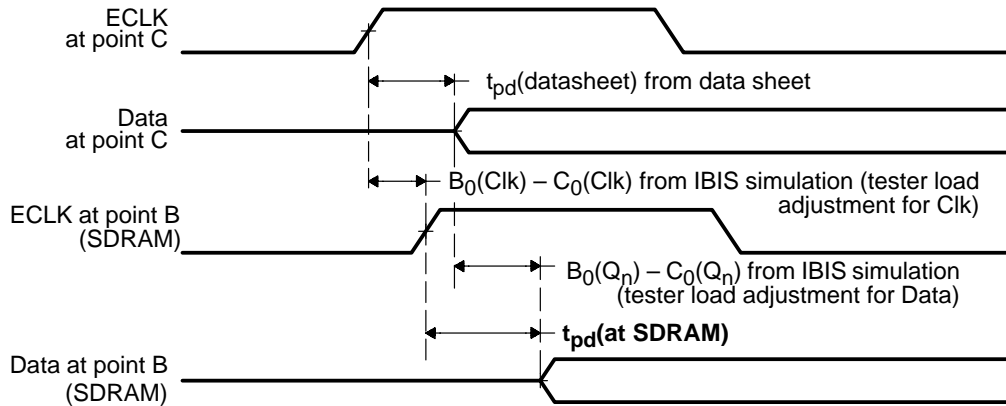 ECLK
at point C
t_pd(datasheet) from data sheet
Data
at point C
B_0(Clk) – C_0(Clk) from IBIS simulation (tester load
adjustment for Clk)
ECLK at point B
(SDRAM)
B_0(Q_n) – C_0(Q_n) from IBIS simulation
(tester load adjustment for Data)
t_pd(at SDRAM)
Data at point B
(SDRAM)